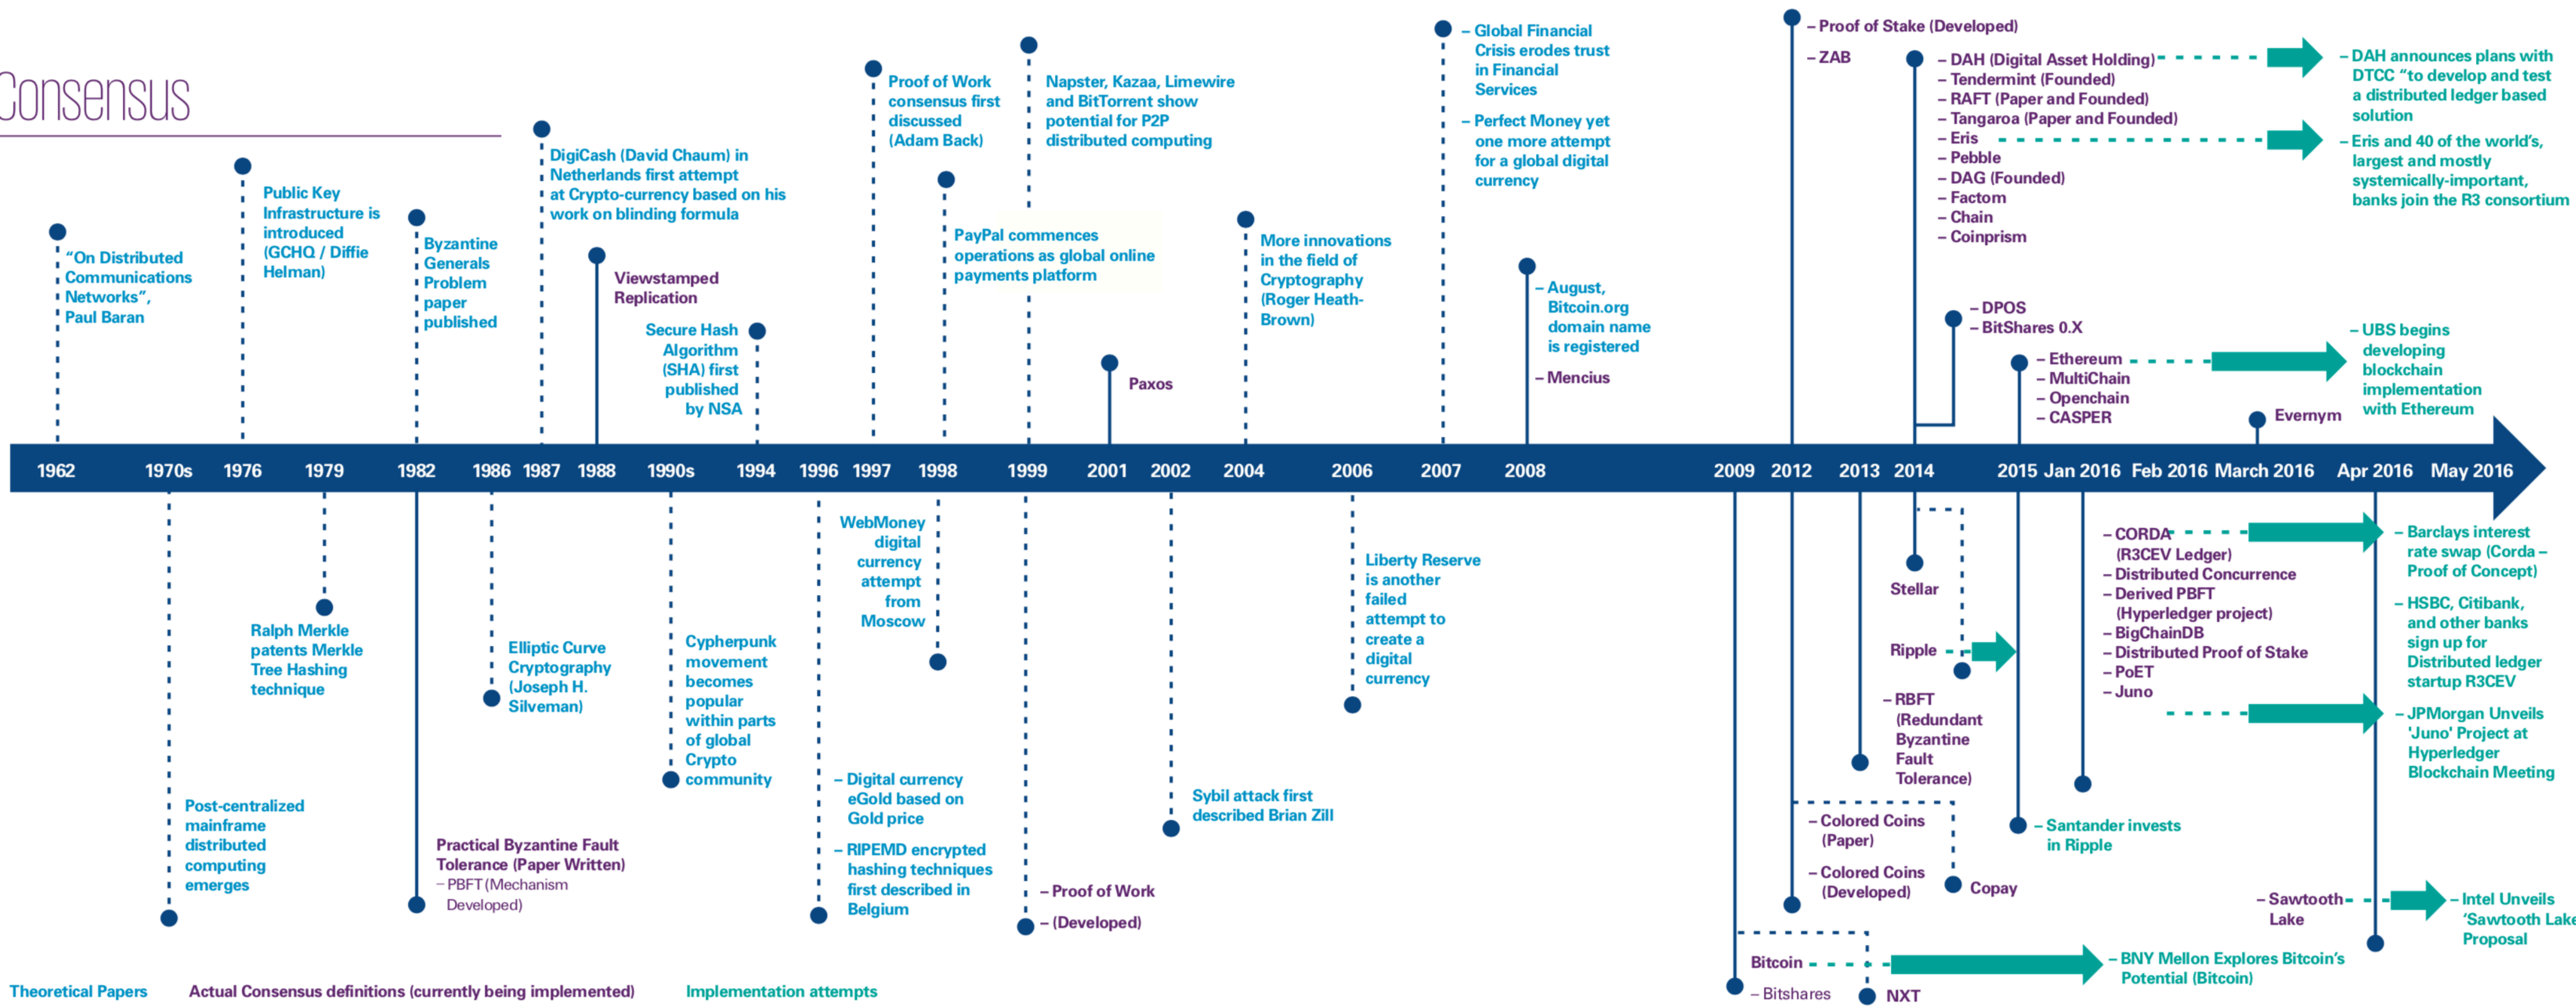 Consensus
"On Distributed
Communications
Networks",
Paul Baran
Public Key
Infrastructure is
introduced
(GCHQ / Diffie
Helman)
Byzantine
Generals
Problem
paper
published
DigiCash (David Chaum) in
Netherlands first attempt
at Crypto-currency based on his
work on blinding formula
Viewstamped
Replication
Secure Hash
Algorithm
(SHA) first
published
by NSA
Proof of Work
consensus first
discussed
(Adam Back)
PayPal commences
operations as global online
payments platform
Napster, Kazaa, Limewire
and BitTorrent show
potential for P2P
distributed computing
Paxos
More innovations
in the field of
Cryptography
(Roger Heath-
Brown)
– Global Financial
Crisis erodes trust
in Financial
Services
– Perfect Money yet
one more attempt
for a global digital
currency
– August,
Bitcoin.org
domain name
is registered
– Mencius
– Proof of Stake (Developed)
– ZAB
– DAH (Digital Asset Holding)
– Tendermint (Founded)
– RAFT (Paper and Founded)
– Tangaroa (Paper and Founded)
– Eris
– Pebble
– DAG (Founded)
– Factom
– Chain
– Coinprism
– DAH announces plans with
DTCC "to develop and test
a distributed ledger based
solution
– Eris and 40 of the world's,
largest and mostly
systemically-important,
banks join the R3 consortium
– DPOS
– BitShares 0.X
– Ethereum
– MultiChain
– Openchain
– CASPER
– UBS begins
developing
blockchain
implementation
with Ethereum
Evernym
1962 1970s 1976 1979 1982 1986 1987 1988 1990s 1994 1996 1997 1998 1999 2001 2002 2004 2006 2007 2008 2009 2012 2013 2014 2015 Jan 2016 Feb 2016 March 2016 Apr 2016 May 2016
Post-centralized
mainframe
distributed
computing
emerges
Ralph Merkle
patents Merkle
Tree Hashing
technique
Practical Byzantine Fault
Tolerance (Paper Written)
– PBFT (Mechanism
Developed)
Elliptic Curve
Cryptography
(Joseph H.
Silveman)
Cypherpunk
movement
becomes
popular
within parts
of global
Crypto
community
WebMoney
digital
currency
attempt
from
Moscow
– Digital currency
eGold based on
Gold price
– RIPEMD encrypted
hashing techniques
first described in
Belgium
– Proof of Work
– (Developed)
Sybil attack first
described Brian Zill
Liberty Reserve
is another
failed
attempt to
create a
digital
currency
Stellar
Ripple
– RBFT
(Redundant
Byzantine
Fault
Tolerance)
– Colored Coins
(Paper)
– Colored Coins
(Developed)
Copay
Bitcoin
– Bitshares
NXT
– BNY Mellon Explores Bitcoin's
Potential (Bitcoin)
– Santander invests
in Ripple
– CORDA
(R3CEV Ledger)
– Distributed Concurrence
– Derived PBFT
(Hyperledger project)
– BigChainDB
– Distributed Proof of Stake
– PoET
– Juno
– Barclays interest
rate swap (Corda –
Proof of Concept)
– HSBC, Citibank,
and other banks
sign up for
Distributed ledger
startup R3CEV
– JPMorgan Unveils
'Juno' Project at
Hyperledger
Blockchain Meeting
– Sawtooth
Lake
– Intel Unveils
'Sawtooth Lake
Proposal
Theoretical Papers
Actual Consensus definitions (currently being implemented)
Implementation attempts